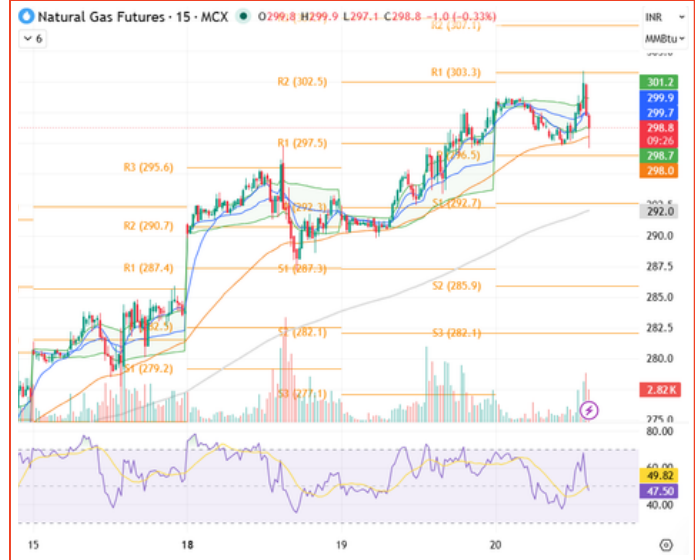 Natural Gas Futures · 15 · MCX O299.8 H299.9 L297.1 C298.8 −1.0 (−0.33%)
INR
6
MMBtu
R2 (307.1)
R1 (303.3)
R2 (302.5)
301.2
299.9
299.7
298.8
09:26
298.7
298.0
R1 (297.5)
R3 (295.6)
S1 (292.7)
292.0
R2 (290.7)
290.0
R1 (287.4)
S1 (287.3)
287.5
S2 (285.9)
285.0
282.5
S2 (282.1)
S3 (282.1)
280.0
S1 (279.2)
S3 (277.1)
2.82K
275.0
80.00
60.00
49.82
47.50
40.00
15
18
19
20